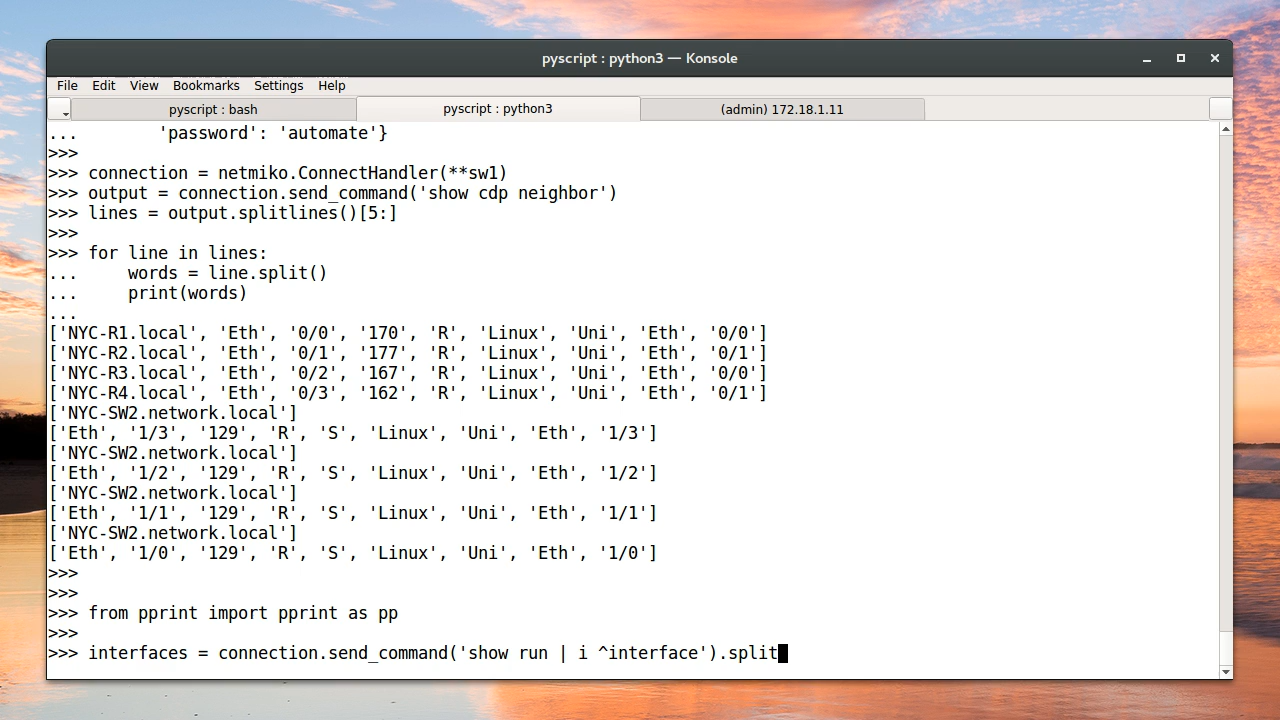 pyscript : python3 — Konsole
File Edit View Bookmarks Settings Help
pyscript : bash pyscript : python3 (admin) 172.18.1.11
...        'password': 'automate'}
>>>
>>> connection = netmiko.ConnectHandler(**sw1)
>>> output = connection.send_command('show cdp neighbor')
>>> lines = output.splitlines()[5:]
>>>
>>> for line in lines:
...     words = line.split()
...     print(words)
...
['NYC-R1.local', 'Eth', '0/0', '170', 'R', 'Linux', 'Uni', 'Eth', '0/0']
['NYC-R2.local', 'Eth', '0/1', '177', 'R', 'Linux', 'Uni', 'Eth', '0/1']
['NYC-R3.local', 'Eth', '0/2', '167', 'R', 'Linux', 'Uni', 'Eth', '0/0']
['NYC-R4.local', 'Eth', '0/3', '162', 'R', 'Linux', 'Uni', 'Eth', '0/1']
['NYC-SW2.network.local']
['Eth', '1/3', '129', 'R', 'S', 'Linux', 'Uni', 'Eth', '1/3']
['NYC-SW2.network.local']
['Eth', '1/2', '129', 'R', 'S', 'Linux', 'Uni', 'Eth', '1/2']
['NYC-SW2.network.local']
['Eth', '1/1', '129', 'R', 'S', 'Linux', 'Uni', 'Eth', '1/1']
['NYC-SW2.network.local']
['Eth', '1/0', '129', 'R', 'S', 'Linux', 'Uni', 'Eth', '1/0']
>>>
>>>
>>> from pprint import pprint as pp
>>>
>>> interfaces = connection.send_command('show run | i ^interface').split